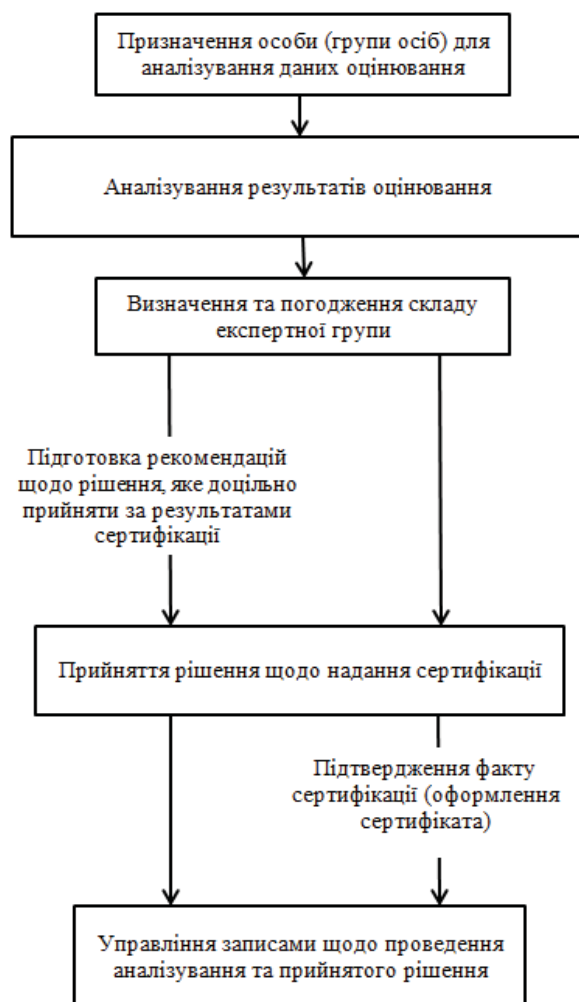 Призначення особи (групи осіб) для
аналізування даних оцінювання
Аналізування результатів оцінювання
Визначення та погодження складу
експертної групи
Підготовка рекомендацій
щодо рішення, яке доцільно
прийняти за результатами
сертифікації
Прийняття рішення щодо надання сертифікації
Підтвердження факту
сертифікації (оформлення
сертифіката)
Управління записами щодо проведення
аналізування та прийнятого рішення